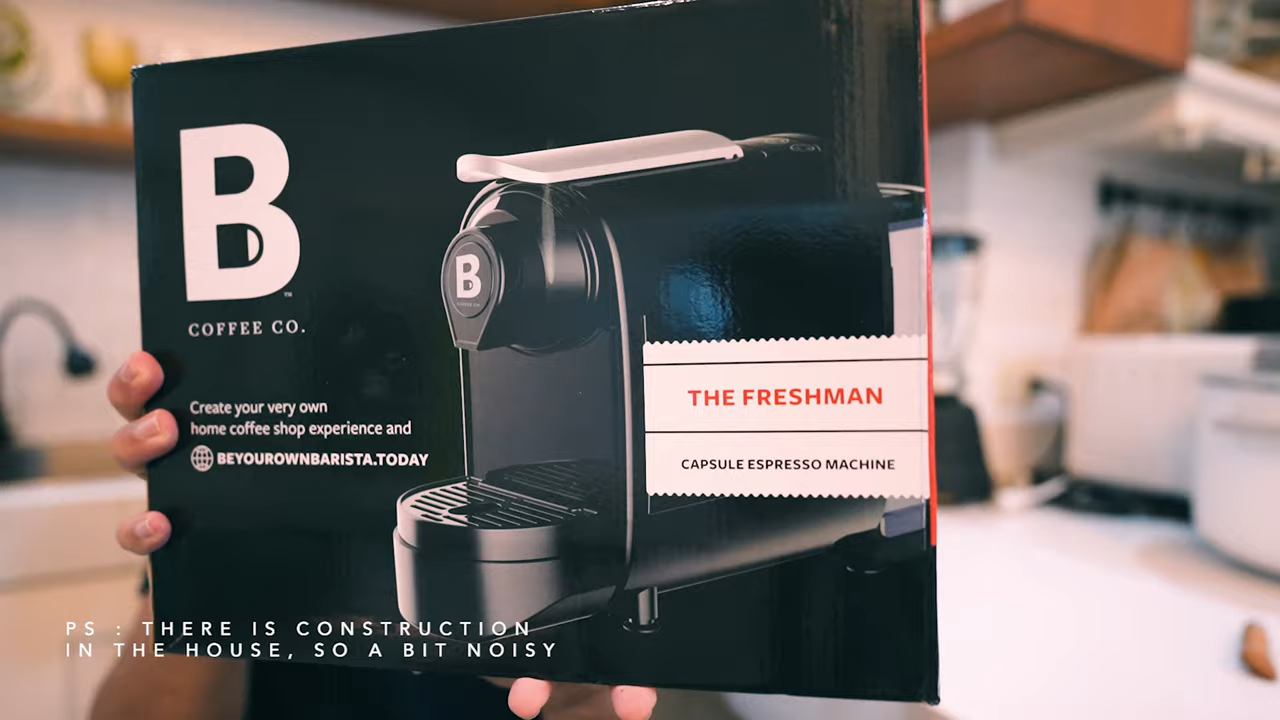 B
TM
COFFEE CO.
Create your very own
home coffee shop experience and
BEYOUROWNBARISTA.TODAY
B
THE FRESHMAN
CAPSULE ESPRESSO MACHINE
PS : THERE IS CONSTRUCTION
IN THE HOUSE, SO A BIT NOISY